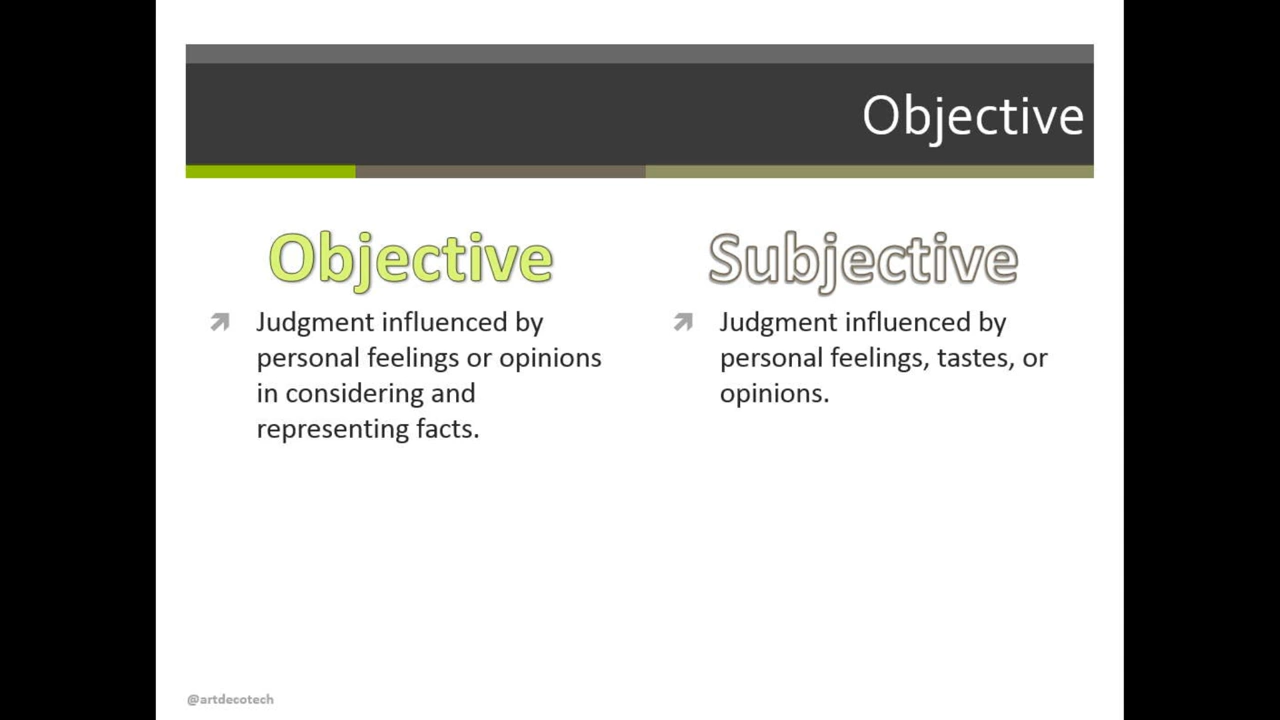 Objective
Objective
Judgment influenced by
personal feelings or opinions
in considering and
representing facts.
Subjective
Judgment influenced by
personal feelings, tastes, or
opinions.
@artdecotech